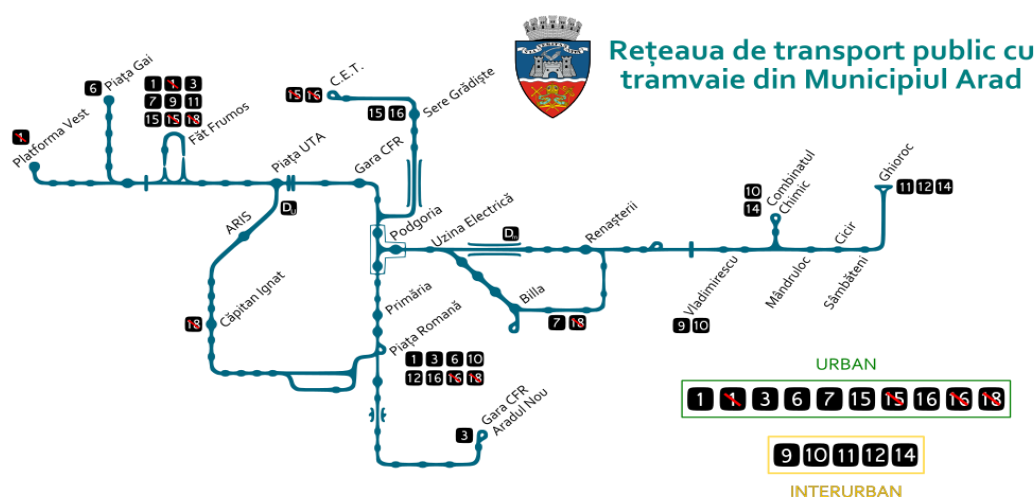 Rețeaua de transport public cu
tramvaie din Municipiul Arad
6
Piața Gai
1 1 3
7 9 11
15 15 18
Făt Frumos
1
Platforma Vest
C.E.T.
15 16
15 16
Sere Grădiște
Piața UTA
Gara CFR
ARIS
Podgoria
Uzina Electrică
Renașterii
10
14
Combinatul
Chimic
Ghioroc
11 12 14
Cicir
Sâmbăteni
Mândruloc
Vladimirescu
9 10
Billa
7 18
Căpitan Ignat
18
Primăria
Piața Romană
1 3 6 10
12 16 16 18
3
Gara CFR
Aradul Nou
URBAN
1 1 3 6 7 15 15 16 16 18
9 10 11 12 14
INTERURBAN